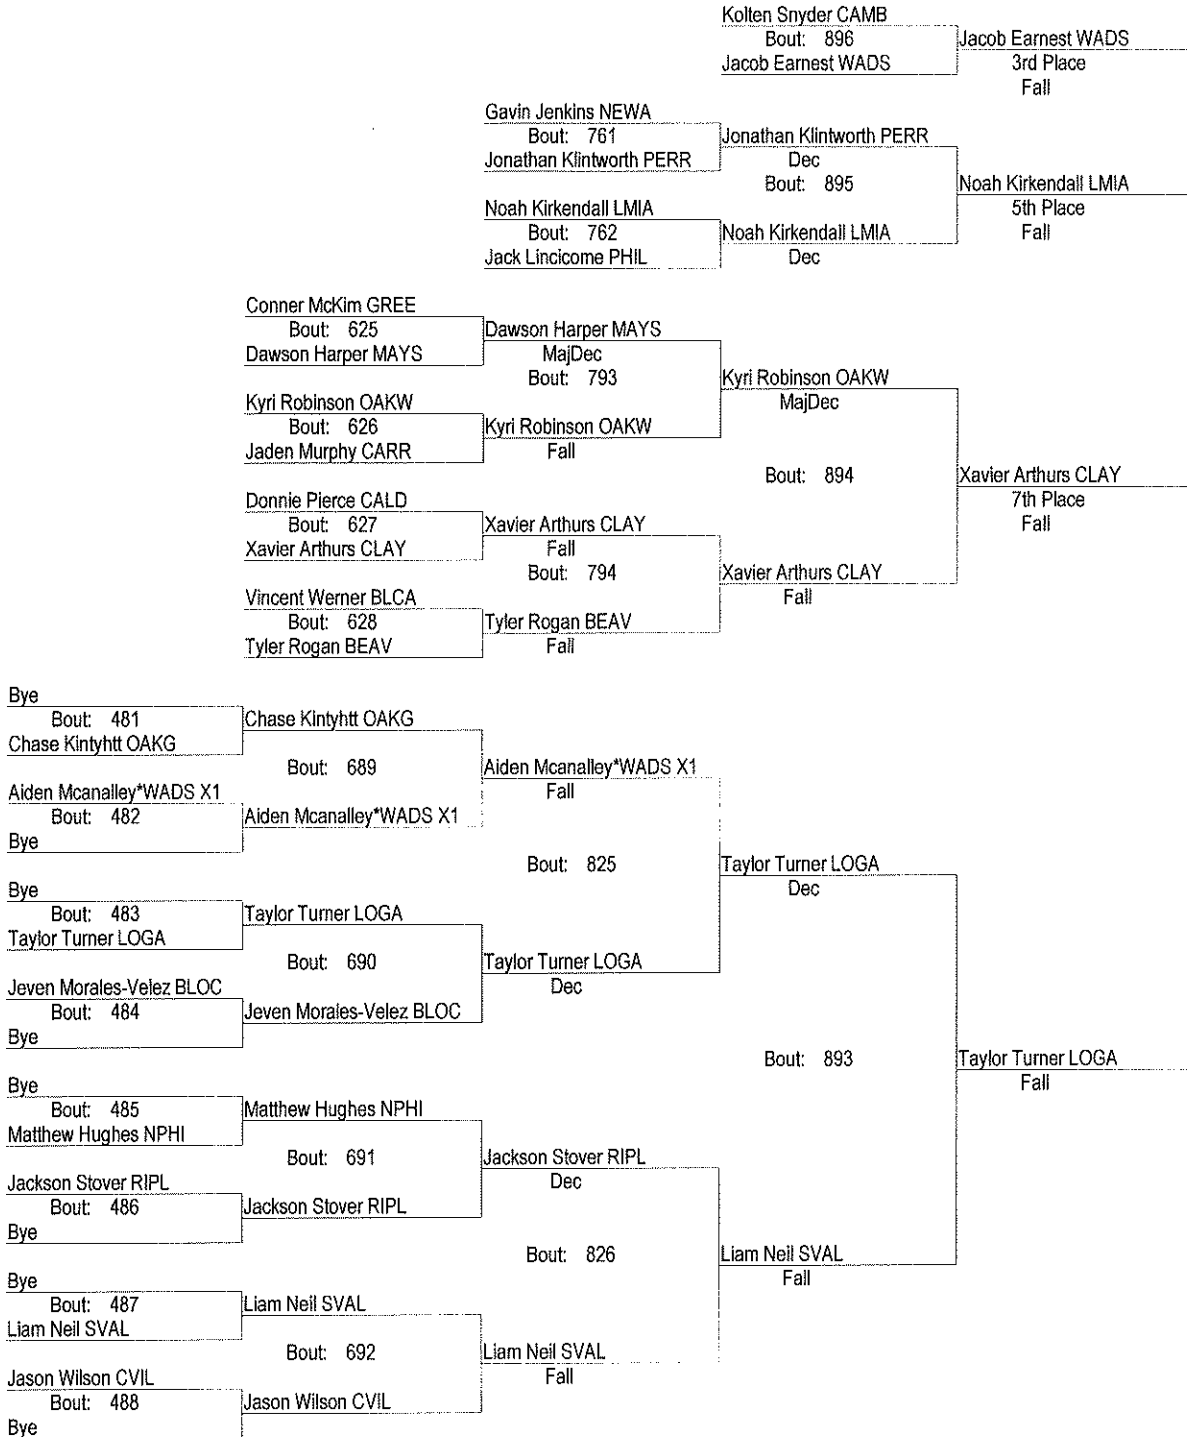 Kolten Snyder CAMB
Bout: 896
Jacob Earnest WADS
Jacob Earnest WADS
3rd Place
Fall
Gavin Jenkins NEWA
Bout: 761
Jonathan Klintworth PERR
Jonathan Klintworth PERR
Dec
Bout: 895
Noah Kirkendall LMIA
5th Place
Fall
Noah Kirkendall LMIA
Bout: 762
Jack Lincicome PHIL
Noah Kirkendall LMIA
Dec
Conner McKim GREE
Bout: 625
Dawson Harper MAYS
Dawson Harper MAYS
MajDec
Bout: 793
Kyri Robinson OAKW
MajDec
Kyri Robinson OAKW
Bout: 626
Jaden Murphy CARR
Kyri Robinson OAKW
Fall
Bout: 894
Xavier Arthurs CLAY
7th Place
Fall
Donnie Pierce CALD
Bout: 627
Xavier Arthurs CLAY
Xavier Arthurs CLAY
Fall
Bout: 794
Xavier Arthurs CLAY
Fall
Vincent Werner BLCA
Bout: 628
Tyler Rogan BEAV
Tyler Rogan BEAV
Fall
Bye
Bout: 481
Chase Kintyhtt OAKG
Chase Kintyhtt OAKG
Bout: 689
Aiden Mcanalley*WADS X1
Fall
Aiden Mcanalley*WADS X1
Bout: 482
Bye
Aiden Mcanalley*WADS X1
Bout: 825
Taylor Turner LOGA
Dec
Bye
Bout: 483
Taylor Turner LOGA
Taylor Turner LOGA
Bout: 690
Taylor Turner LOGA
Dec
Jeven Morales-Velez BLOC
Bout: 484
Bye
Jeven Morales-Velez BLOC
Bout: 893
Taylor Turner LOGA
Fall
Bye
Bout: 485
Matthew Hughes NPHI
Matthew Hughes NPHI
Bout: 691
Jackson Stover RIPL
Dec
Jackson Stover RIPL
Bout: 486
Bye
Jackson Stover RIPL
Bout: 826
Liam Neil SVAL
Fall
Bye
Bout: 487
Liam Neil SVAL
Liam Neil SVAL
Bout: 692
Liam Neil SVAL
Fall
Jason Wilson CVIL
Bout: 488
Bye
Jason Wilson CVIL